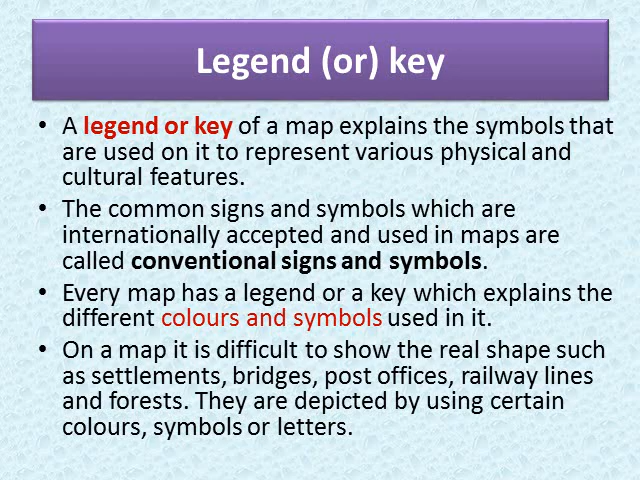 Legend (or) key
• A legend or key of a map explains the symbols that
are used on it to represent various physical and
cultural features.
• The common signs and symbols which are
internationally accepted and used in maps are
called conventional signs and symbols.
• Every map has a legend or a key which explains the
different colours and symbols used in it.
• On a map it is difficult to show the real shape such
as settlements, bridges, post offices, railway lines
and forests. They are depicted by using certain
colours, symbols or letters.